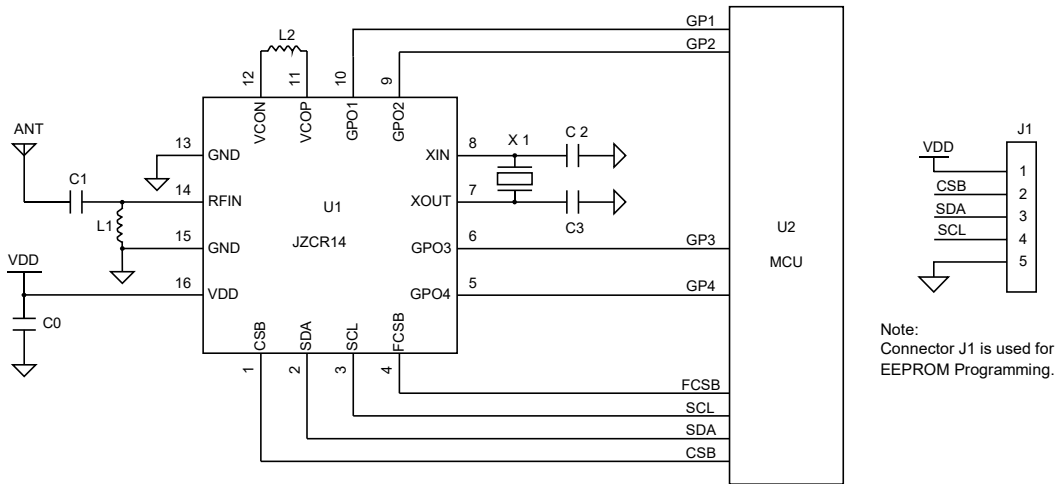 L2
GP1
GP2
12
11
10
9
VCON
VCOP
GPO1
GPO2
ANT
13
GND
C1
14
RFIN
L1
15
GND
VDD
16
VDD
C0
U1
JZCR14
XIN
8
X 1
C 2
XOUT
7
C3
GPO3
6
GP3
GPO4
5
GP4
CSB
SDA
SCL
FCSB
1
2
3
4
FCSB
SCL
SDA
CSB
U2
MCU
J1
VDD
1
CSB
2
SDA
3
SCL
4
5
Note:
Connector J1 is used for
EEPROM Programming.